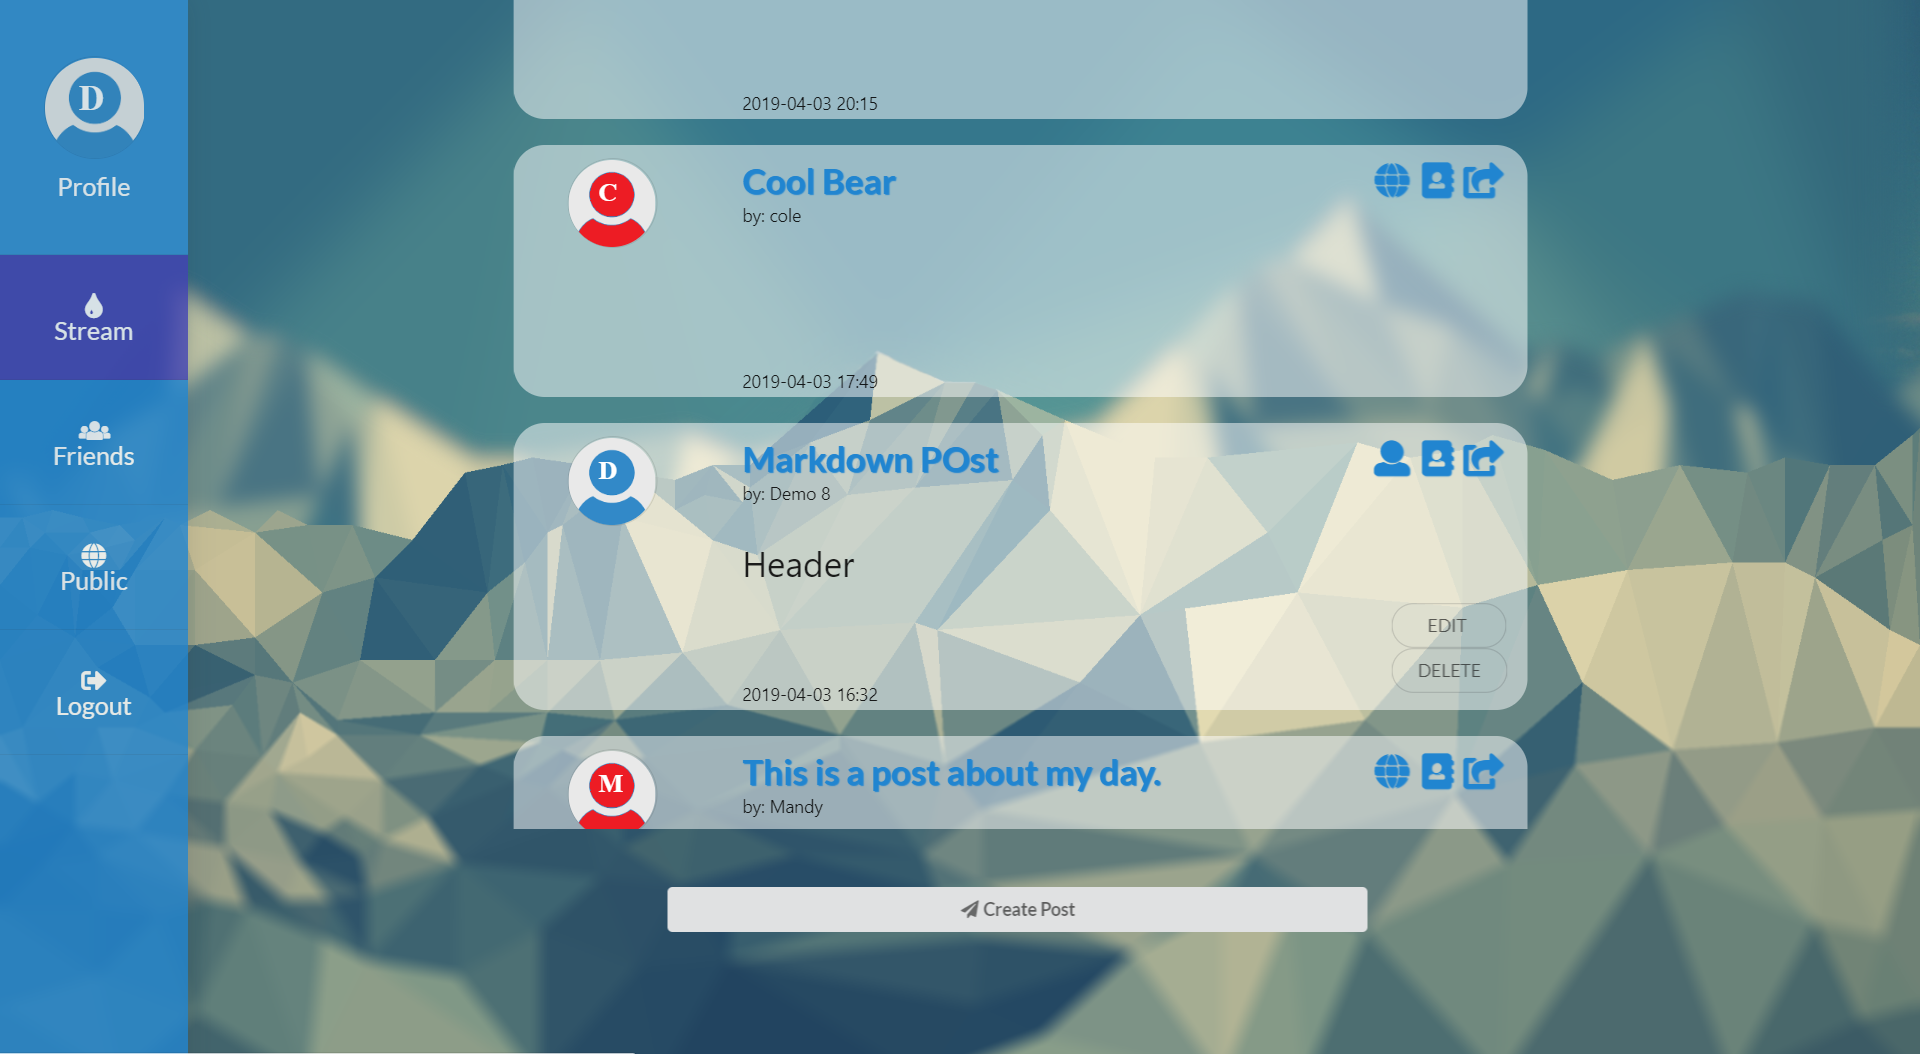 D
Profile
Stream
Friends
Public
Logout
2019-04-03 20:15
C
Cool Bear
by: cole
2019-04-03 17:49
D
Markdown POst
by: Demo 8
Header
EDIT
DELETE
2019-04-03 16:32
M
This is a post about my day.
by: Mandy
Create Post